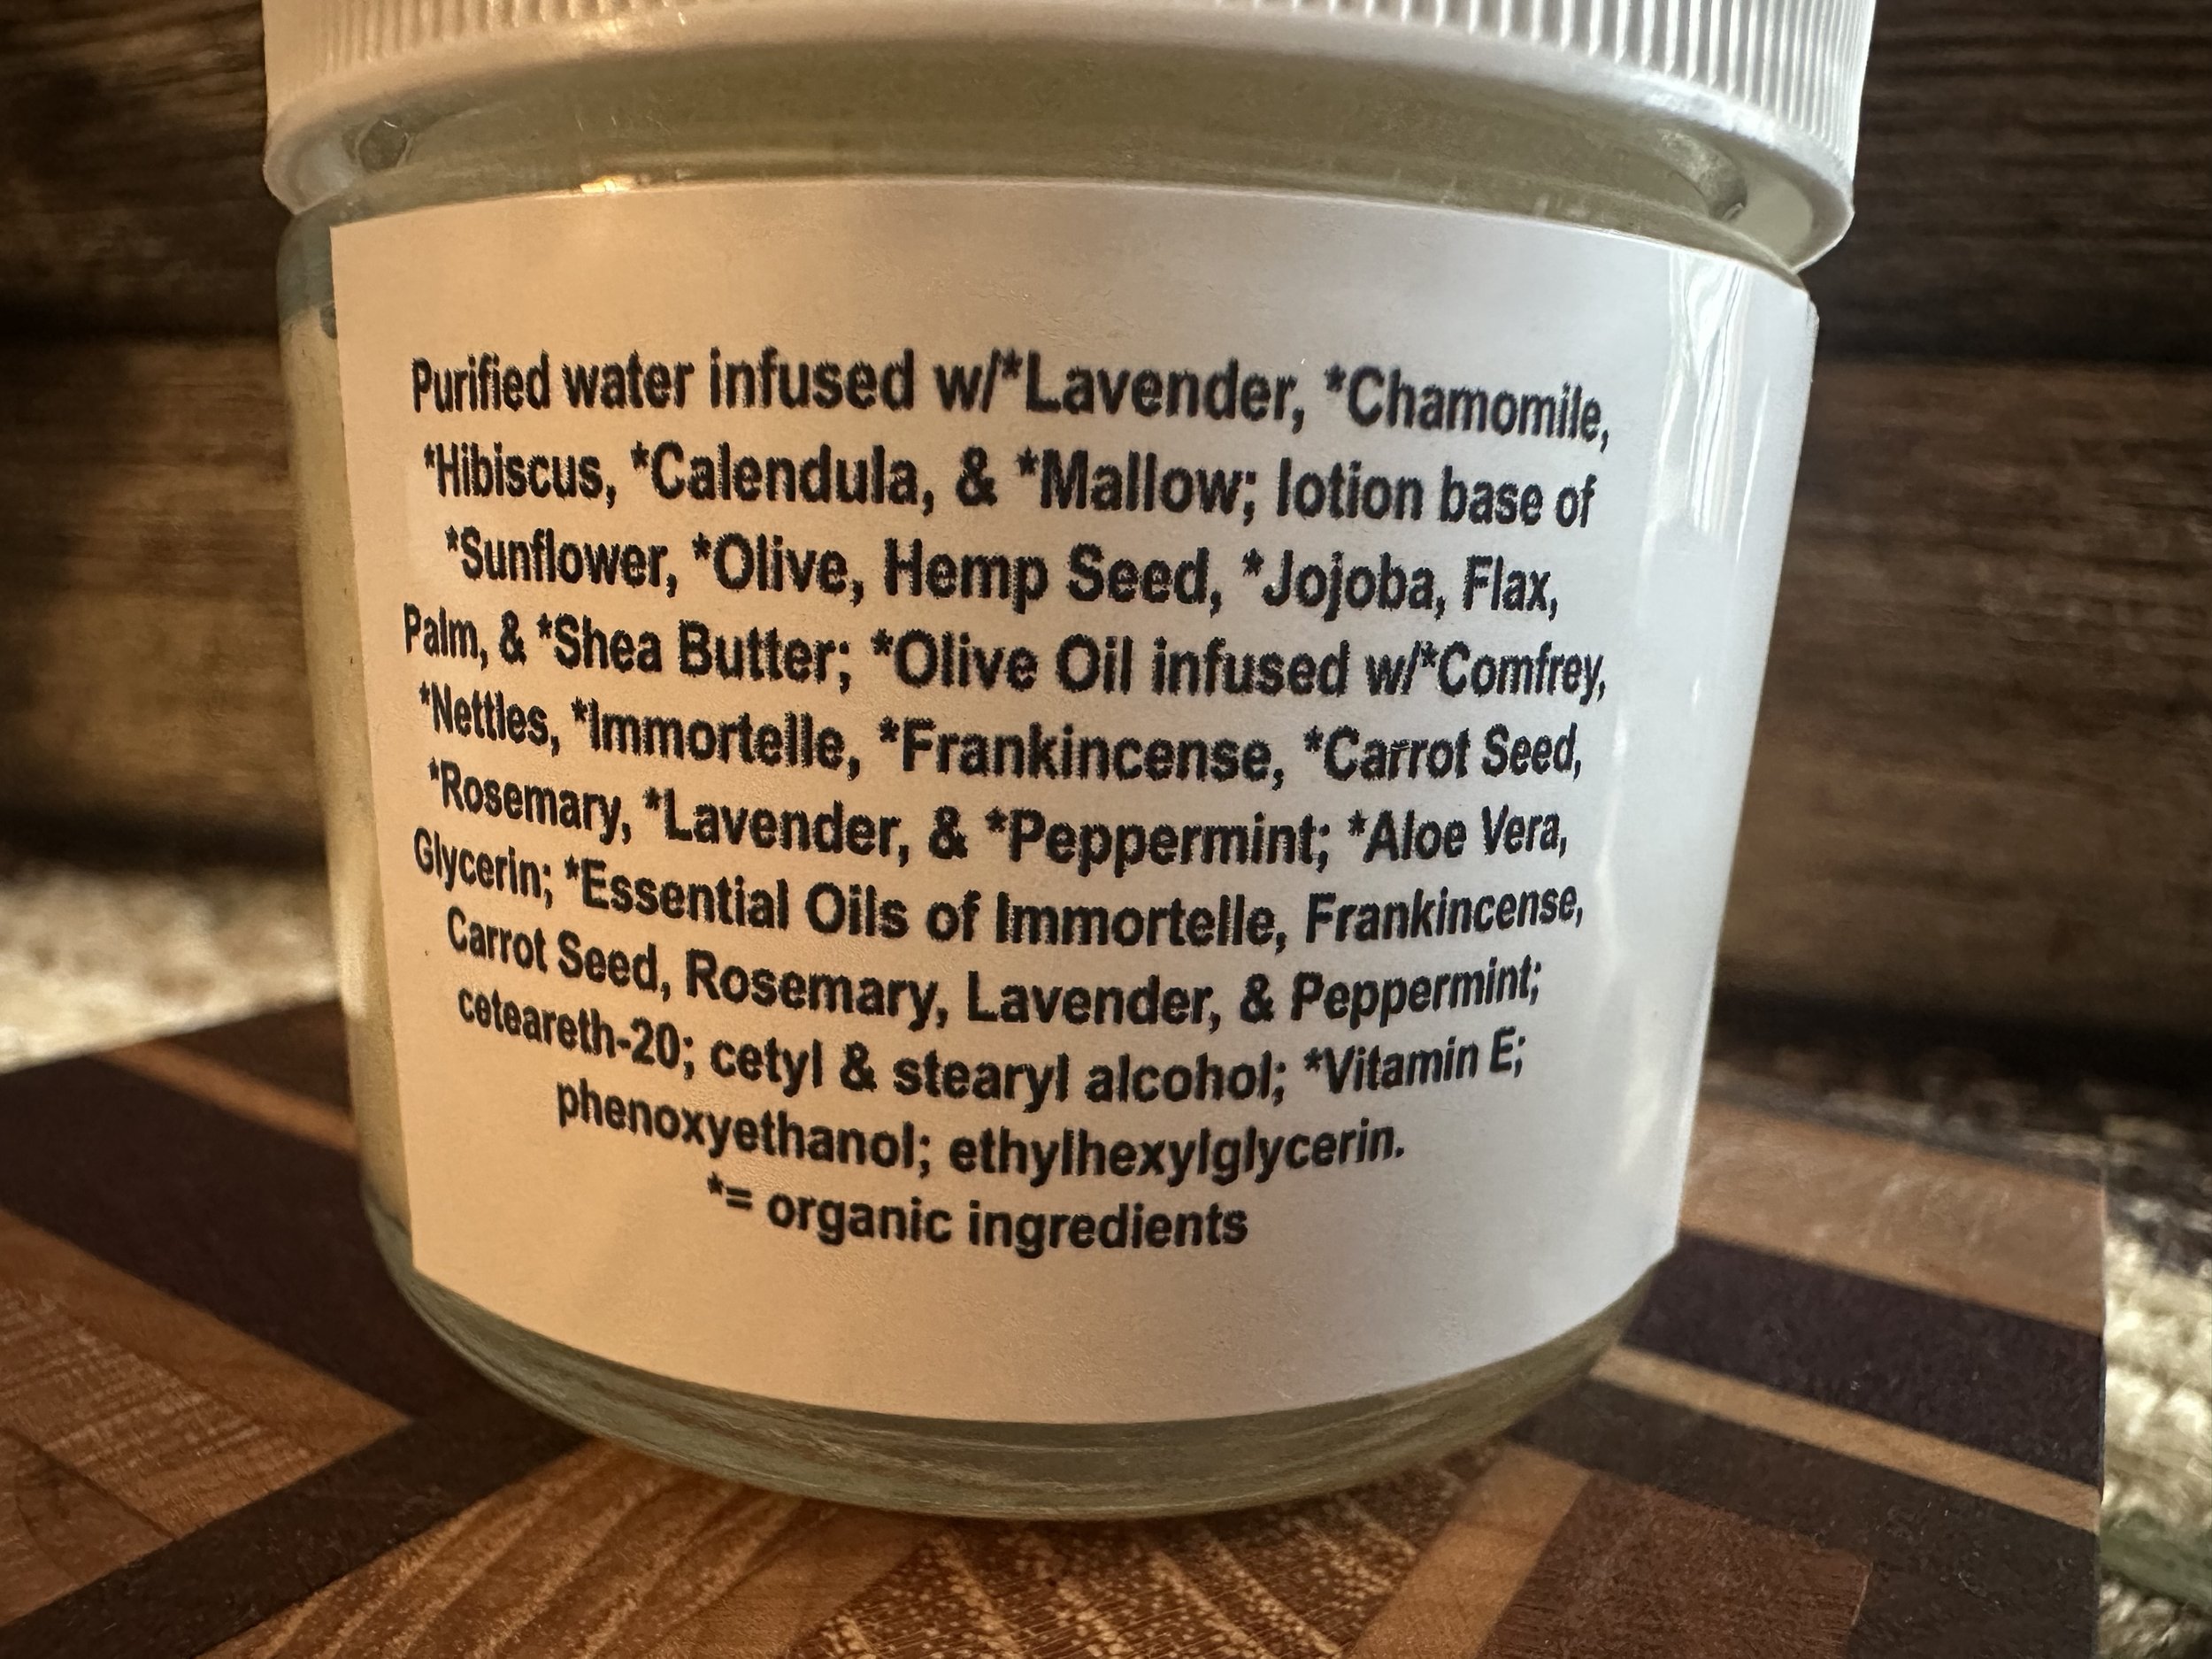 Purified water infused w/*Lavender, *Chamomile,
*Hibiscus, *Calendula, & *Mallow; lotion base of
*Sunflower, *Olive, Hemp Seed, *Jojoba, Flax,
Palm, & *Shea Butter; *Olive Oil infused w/*Comfrey,
*Nettles, *Immortelle, *Frankincense, *Carrot Seed,
*Rosemary, *Lavender, & *Peppermint; *Aloe Vera,
Glycerin; *Essential Oils of Immortelle, Frankincense,
Carrot Seed, Rosemary, Lavender, & Peppermint;
ceteareth-20; cetyl & stearyl alcohol; *Vitamin E;
phenoxyethanol; ethylhexylglycerin.
*= organic ingredients